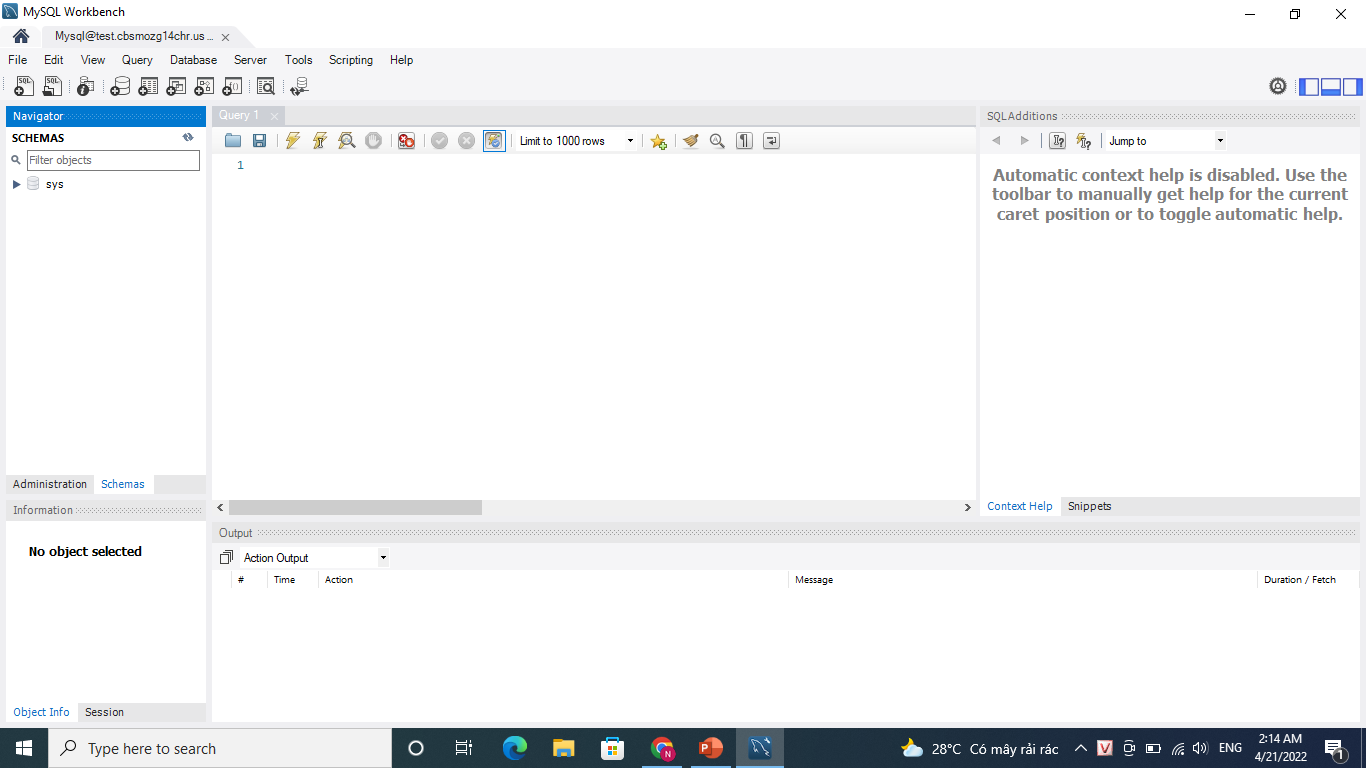 MySQL Workbench
Mysql@test.cbsmozg14chr.us ...
File Edit View Query Database Server Tools Scripting Help
Navigator
SCHEMAS
Filter objects
sys
Administration Schemas
Information
No object selected
Object Info Session
Query 1
Limit to 1000 rows
1
SQLAdditions
Jump to
Automatic context help is disabled. Use the
toolbar to manually get help for the current
caret position or to toggle automatic help.
Context Help Snippets
Output
Action Output
# Time Action Message Duration / Fetch
Type here to search
28°C Có mây rải rác
ENG
2:14 AM
4/21/2022
1